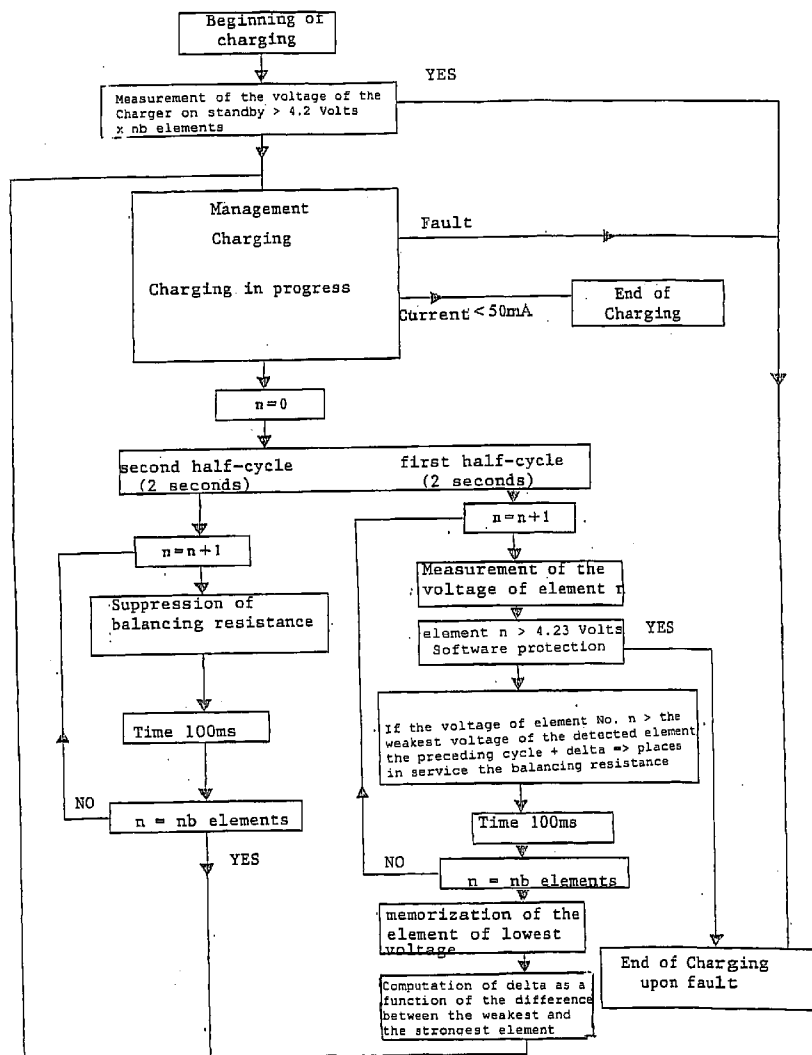 Beginning of
charging
YES
Measurement of the voltage of the
Charger on standby > 4.2 Volts
x nb elements
Management
Charging
Charging in progress
Fault
Current < 50mA
End of
Charging
n=0
second half-cycle
(2 seconds)
first half-cycle
(2 seconds)
n=n+1
Suppression of
balancing resistance
Time 100ms
NO
n = nb elements
YES
n=n+1
Measurement of the
voltage of element n
element n > 4.23 Volts
Software protection
YES
If the voltage of element No. n > the
weakest voltage of the detected element
the preceding cycle + delta => places
in service the balancing resistance
Time 100ms
NO
n = nb elements
memorization of the
element of lowest
voltage
Computation of delta as a
function of the difference
between the weakest and
the strongest element
End of Charging
upon fault